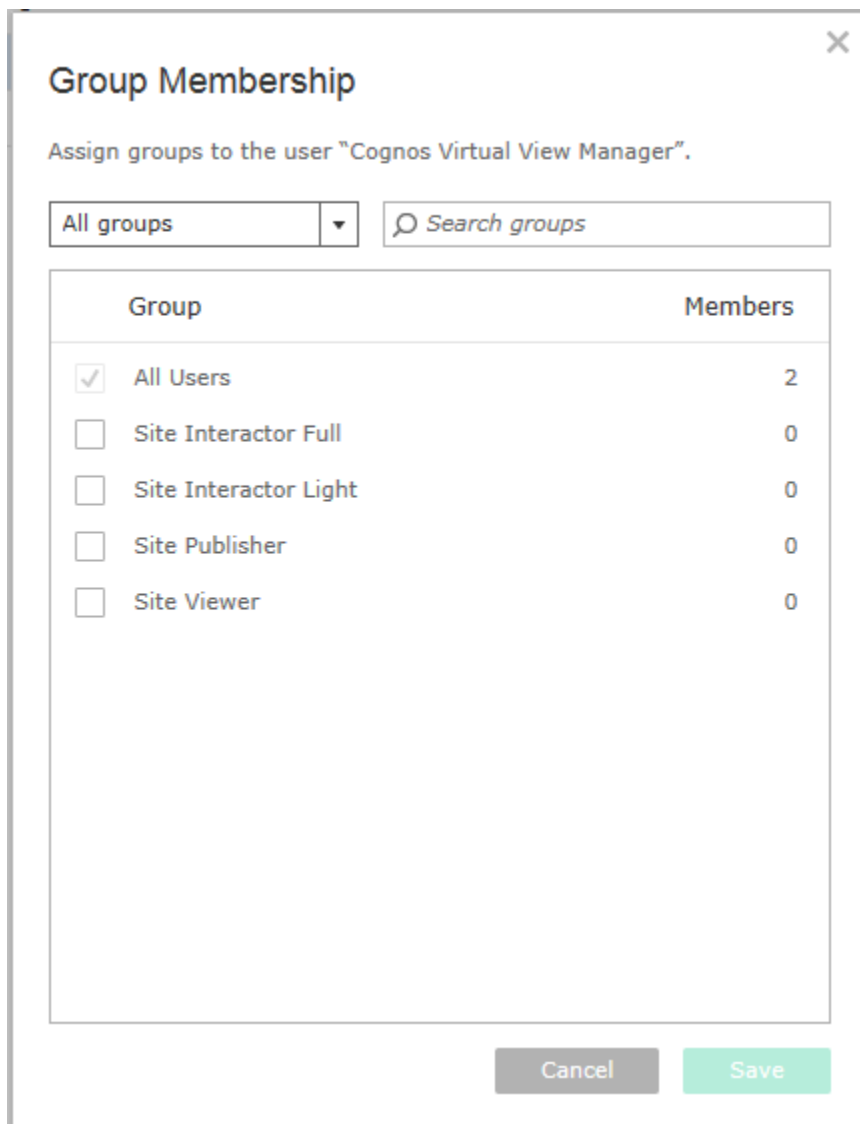 Group Membership
Assign groups to the user “Cognos Virtual View Manager”.
All groups Search groups
Group Members
All Users 2
Site Interactor Full 0
Site Interactor Light 0
Site Publisher 0
Site Viewer 0
Cancel Save